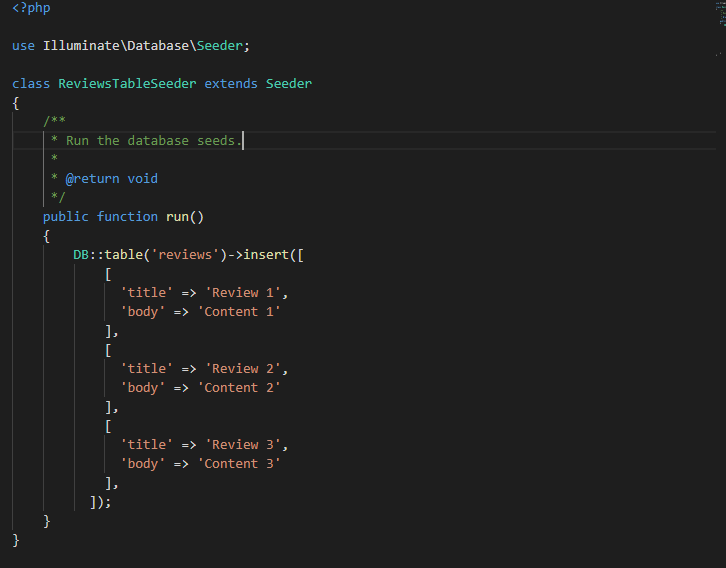 <?php
use Illuminate\Database\Seeder;
class ReviewsTableSeeder extends Seeder
{
/**
* Run the database seeds.
*
* @return void
*/
public function run()
{
DB::table('reviews')->insert([
[
'title' => 'Review 1',
'body' => 'Content 1'
],
[
'title' => 'Review 2',
'body' => 'Content 2'
],
[
'title' => 'Review 3',
'body' => 'Content 3'
],
]);
}
}